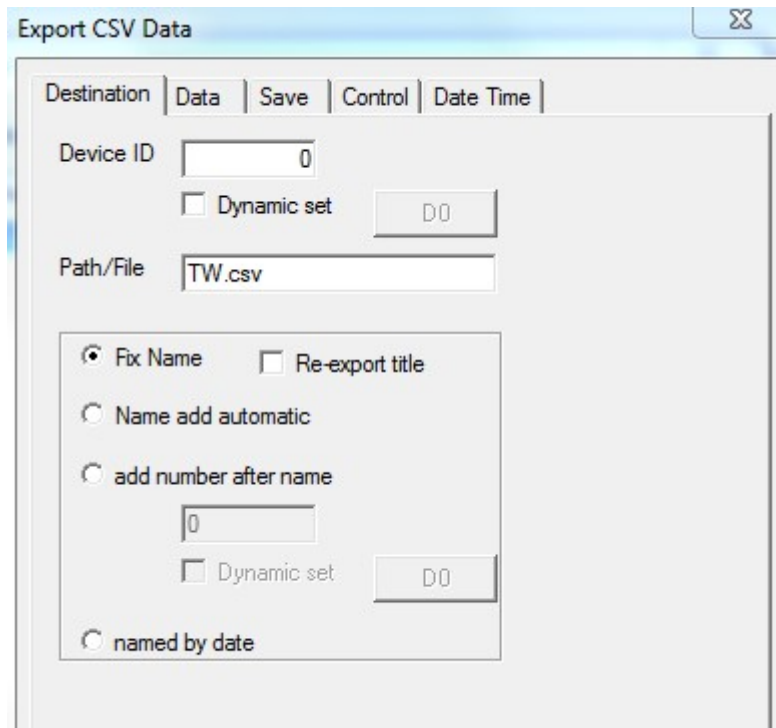 Export CSV Data
Destination Data Save Control Date Time
Device ID 0
Dynamic set D0
Path/File TW.csv
Fix Name Re-export title
Name add automatic
add number after name
0
Dynamic set D0
named by date